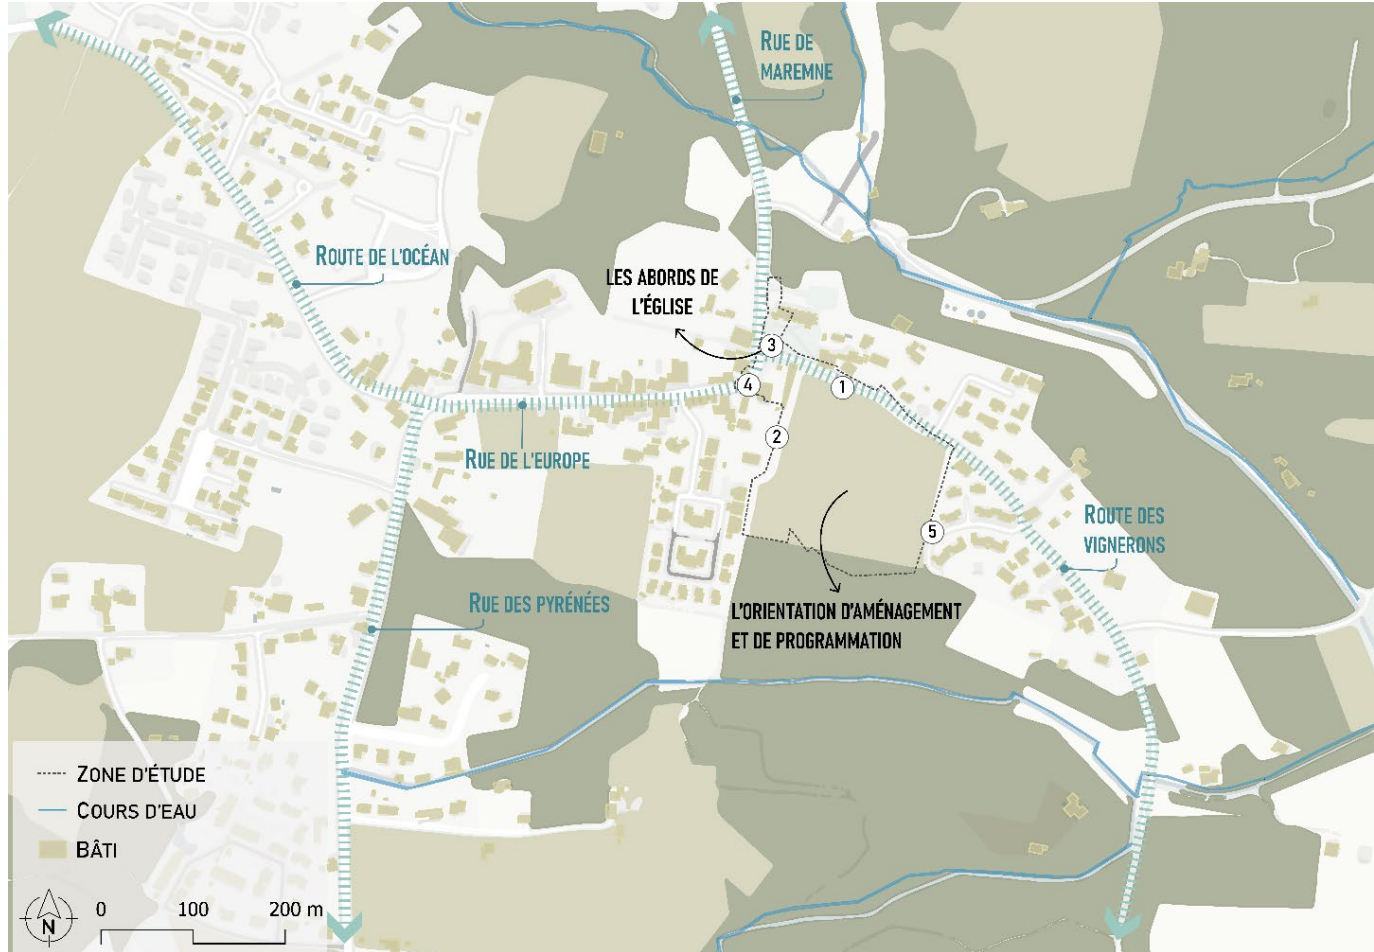 RUE DE
MAREMNE
ROUTE DE L'OCÉAN
LES ABORDS DE
L'ÉGLISE
3
4
1
2
RUE DE L'EUROPE
5
ROUTE DES
VIGNERONS
RUE DES PYRÉNÉES
L'ORIENTATION D'AMÉNAGEMENT
ET DE PROGRAMMATION
ZONE D'ÉTUDE
COURS D'EAU
BÂTI
N
0 100 200 m